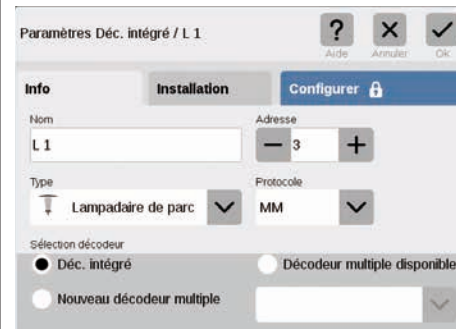 Paramètres Déc. intégré / L 1
Aide Annuler Ok
Info Installation Configurer
Nom Adresse
L 1 3
Type Protocole
Lampadaire de parc MM
Sélection décodeur
Déc. intégré Décodeur multiple disponible
Nouveau décodeur multiple